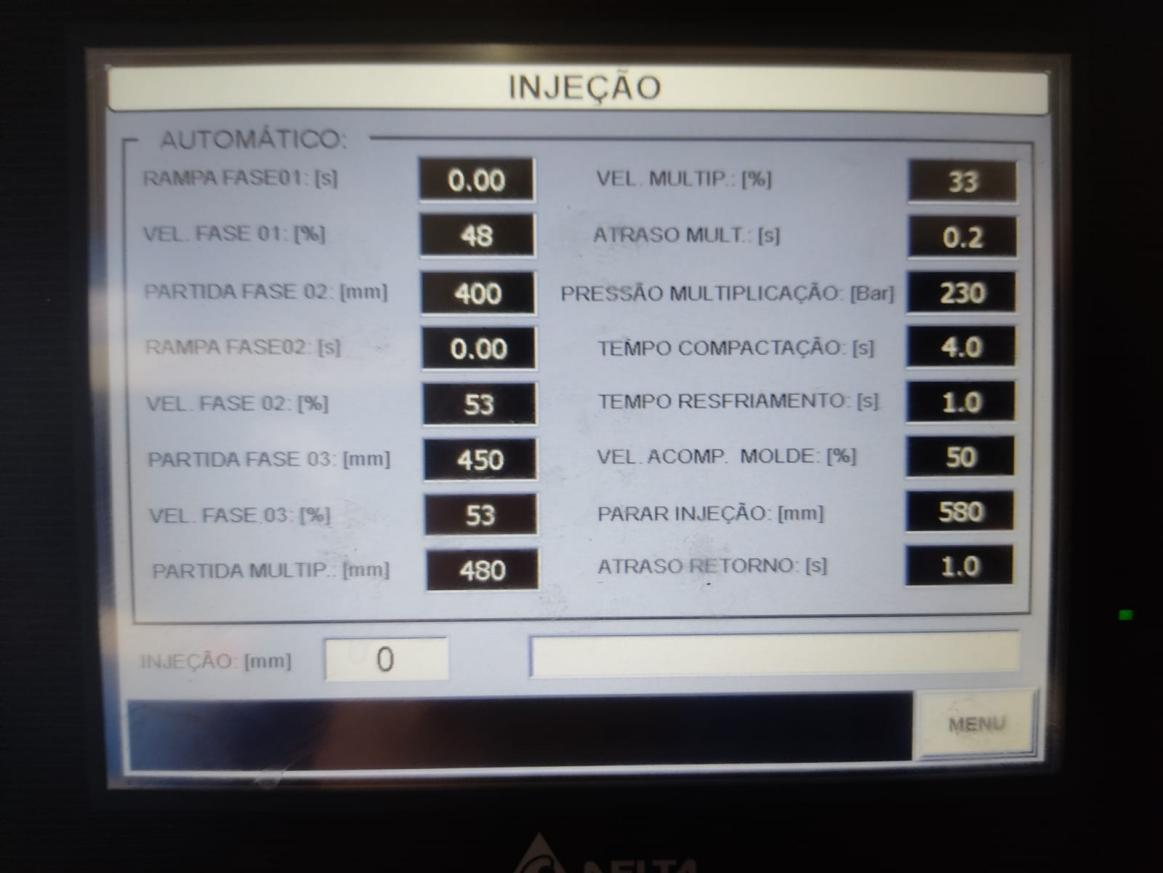 INJEÇÃO
AUTOMÁTICO:
RAMPA FASE01: [s] 0.00
VEL. FASE 01: [%] 48
PARTIDA FASE 02: [mm] 400
RAMPA FASE02: [s] 0.00
VEL. FASE 02: [%] 53
PARTIDA FASE 03: [mm] 450
VEL. FASE 03: [%] 53
PARTIDA MULTIP.: [mm] 480
VEL. MULTIP.: [%] 33
ATRASO MULT.: [s] 0.2
PRESSÃO MULTIPLICAÇÃO: [Bar] 230
TEMPO COMPACTAÇÃO: [s] 4.0
TEMPO RESFRIAMENTO: [s] 1.0
VEL. ACOMP. MOLDE: [%] 50
PARAR INJEÇÃO: [mm] 580
ATRASO RETORNO: [s] 1.0
INJEÇÃO: [mm] 0
MENU
DELTA